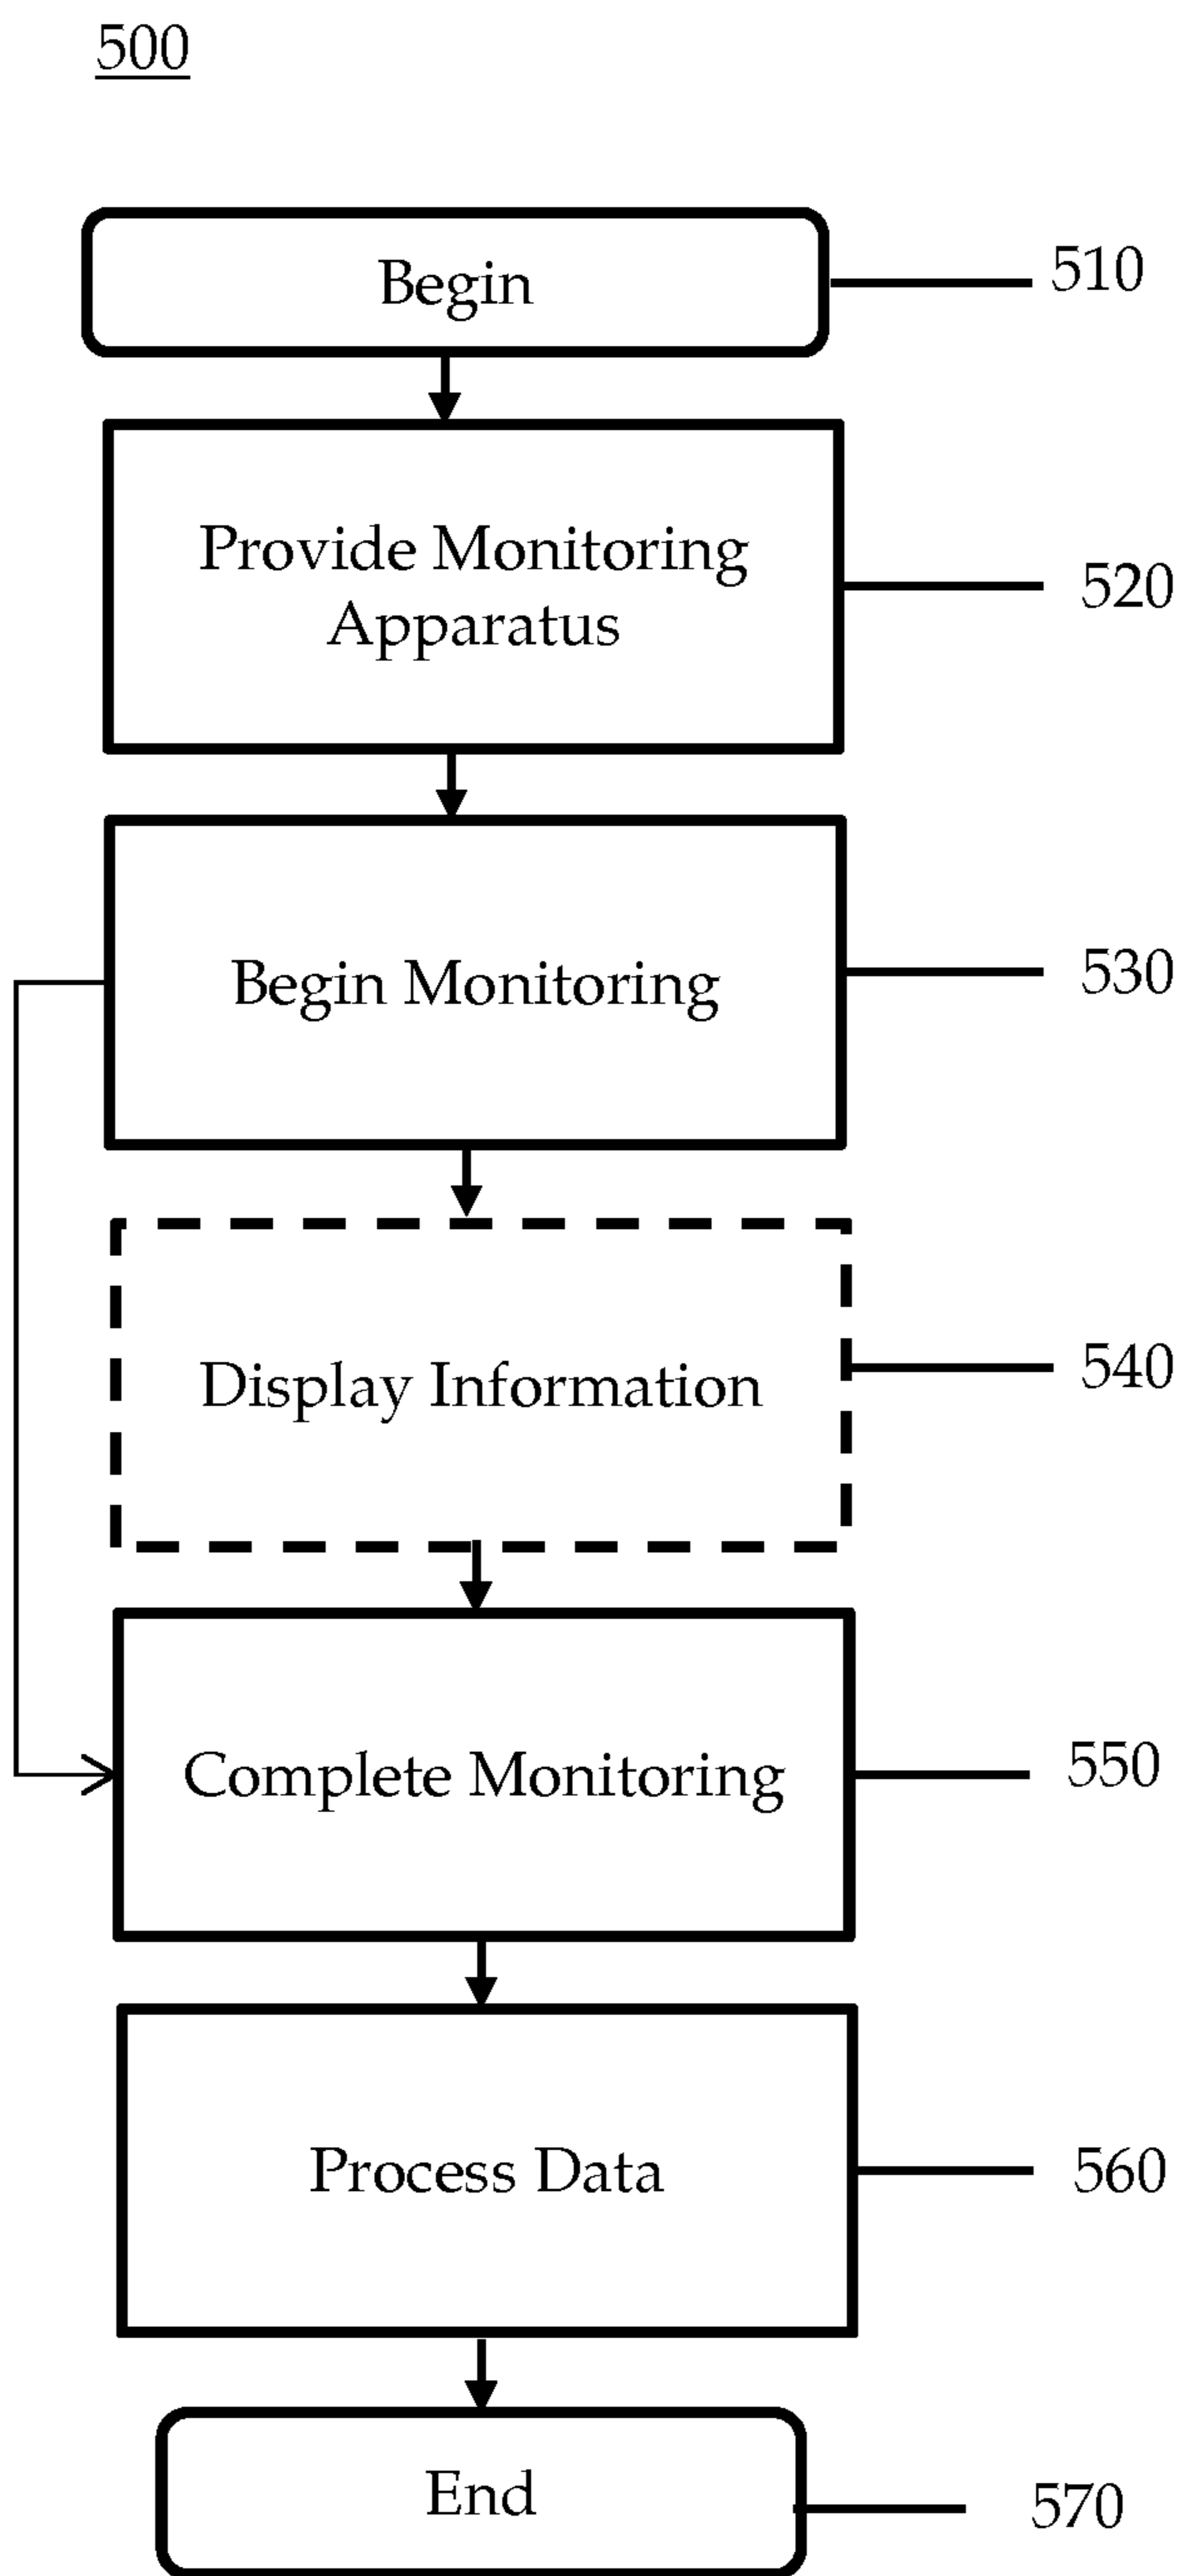 500
Begin
510
Provide Monitoring
Apparatus
520
Begin Monitoring
530
Display Information
540
Complete Monitoring
550
Process Data
560
End
570